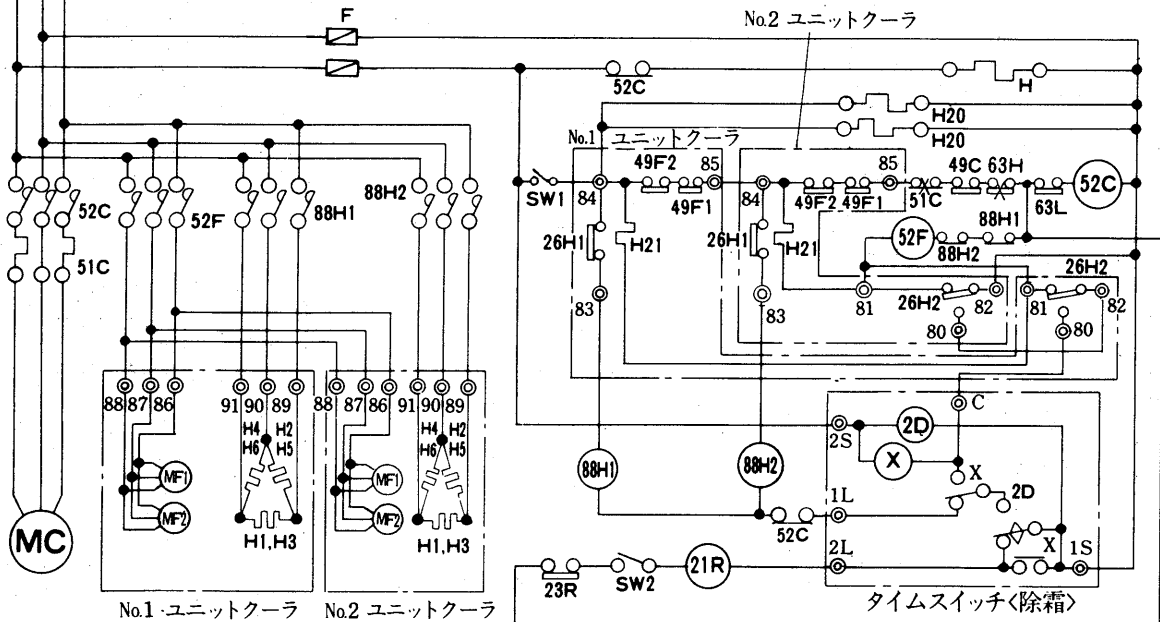 F
No.2 ユニットクーラ
52C
H
H20
H20
No.1 ユニットクーラ
49F2
85
85
49C
63H
SW1
84
49F1
84
49F2
49F1
51C
63L
52C
88H2
52C
52F
88H1
26H1
H21
26H1
H21
52F
88H2
88H1
51C
26H2
83
83
81
26H2
82
81
82
80
80
88
87
86
91
90
89
88
87
86
91
90
89
C
H4
H2
H6
H5
H4
H2
H6
H5
2S
2D
X
MF1
MF1
88H1
88H2
X
2D
1L
MF2
MF2
52C
X
MC
H1,H3
H1,H3
2L
1S
23R
SW2
21R
No.1 ユニットクーラ
No.2 ユニットクーラ
タイムスイッチ<除霜>